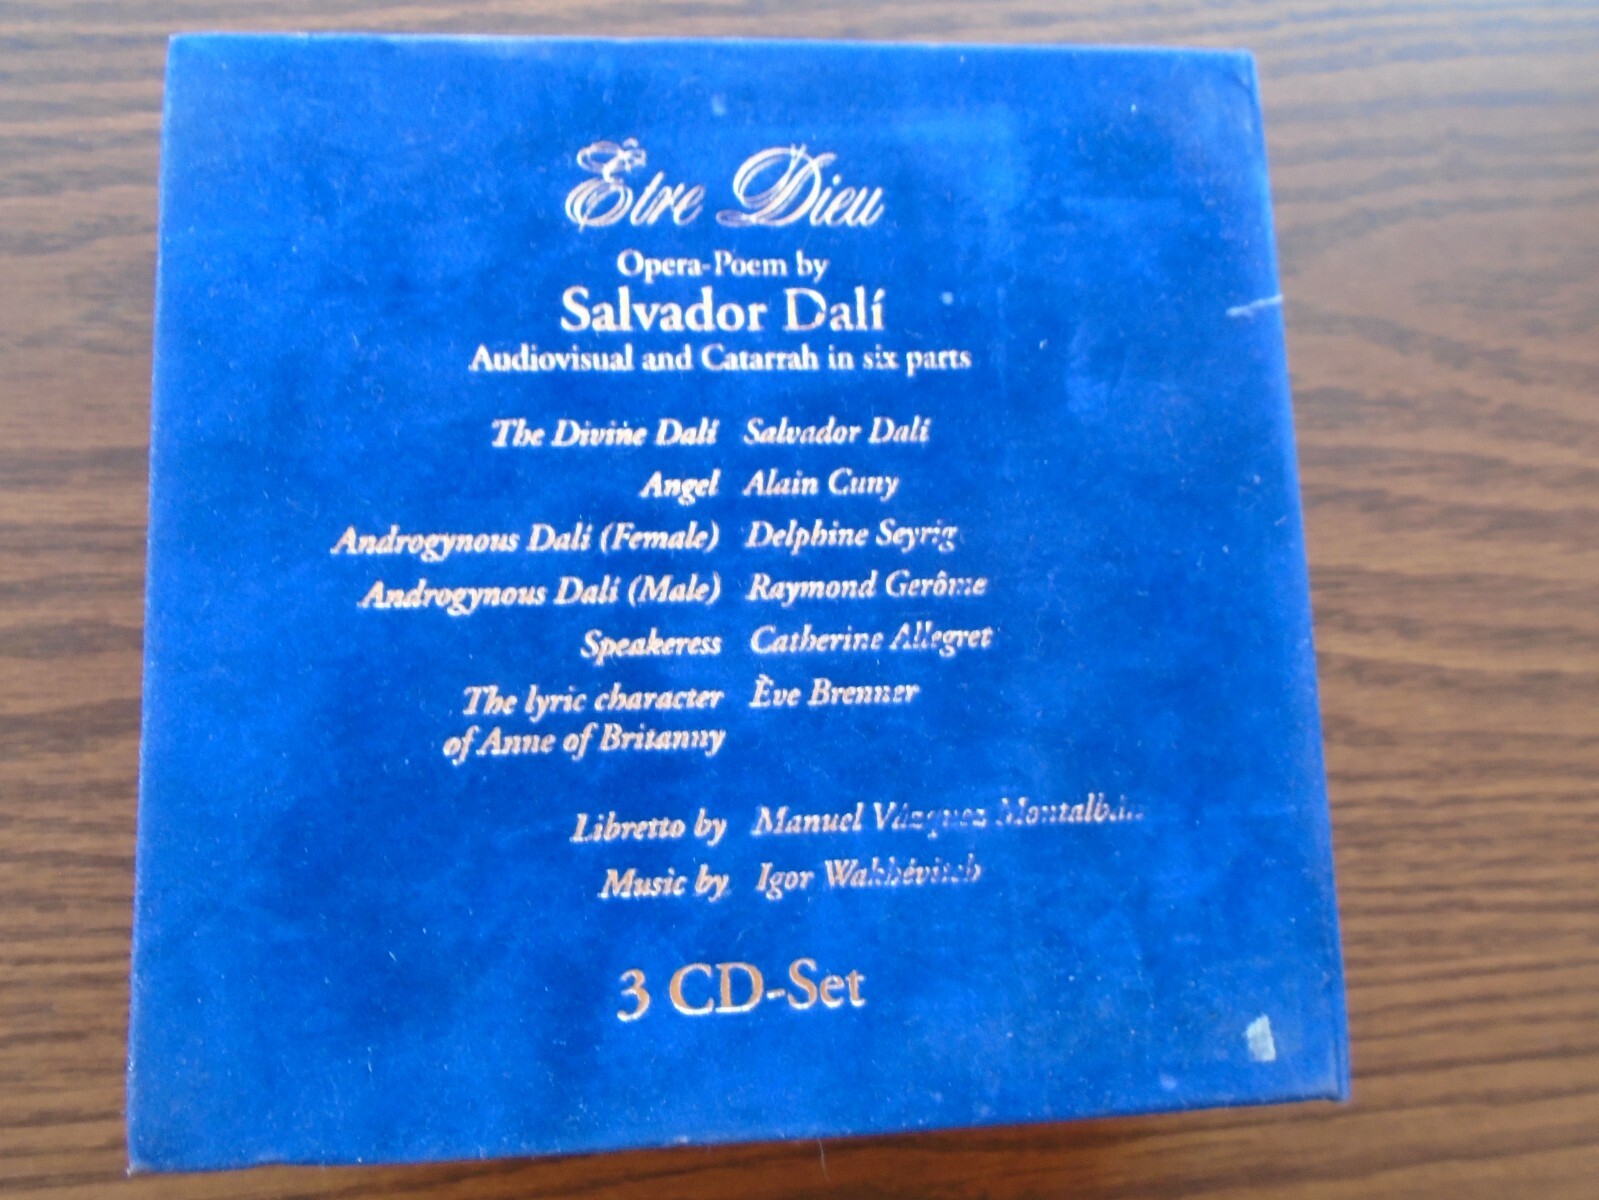 Être Dieu
Opera-Poem by
Salvador Dalí
Audiovisual and Catarrah in six parts
The Divine Dalí Salvador Dalí
Angel Alain Cuny
Androgynous Dalí (Female) Delphine Seyrig
Androgynous Dalí (Male) Raymond Gerôme
Speakeress Catherine Allegret
The lyric character Ève Brenner
of Anne of Britanny
Libretto by Manuel Vázquez Montalbán
Music by Igor Wakhévitch
3 CD-Set